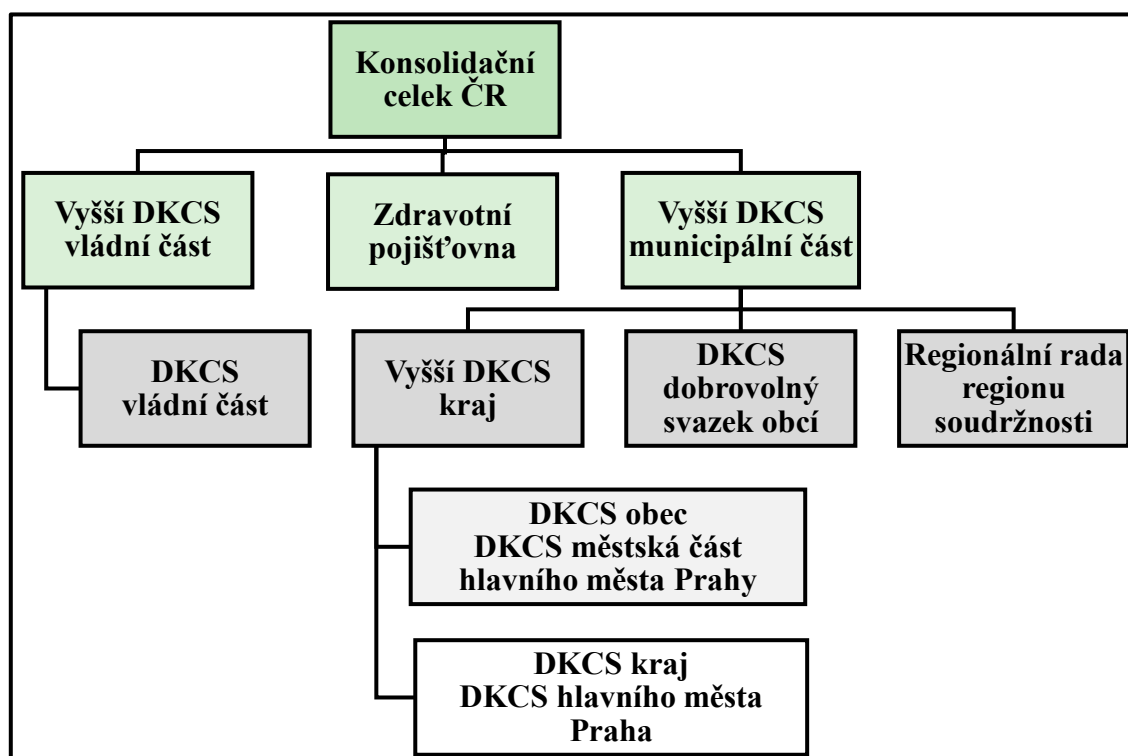 Konsolidační
celek ČR
Vyšší DKCS
vládní část
Zdravotní
pojišťovna
Vyšší DKCS
municipální část
DKCS
vládní část
Vyšší DKCS
kraj
DKCS
dobrovolný
svazek obcí
Regionální rada
regionu
soudržnosti
DKCS obec
DKCS městská část
hlavního města Prahy
DKCS kraj
DKCS hlavního města
Praha